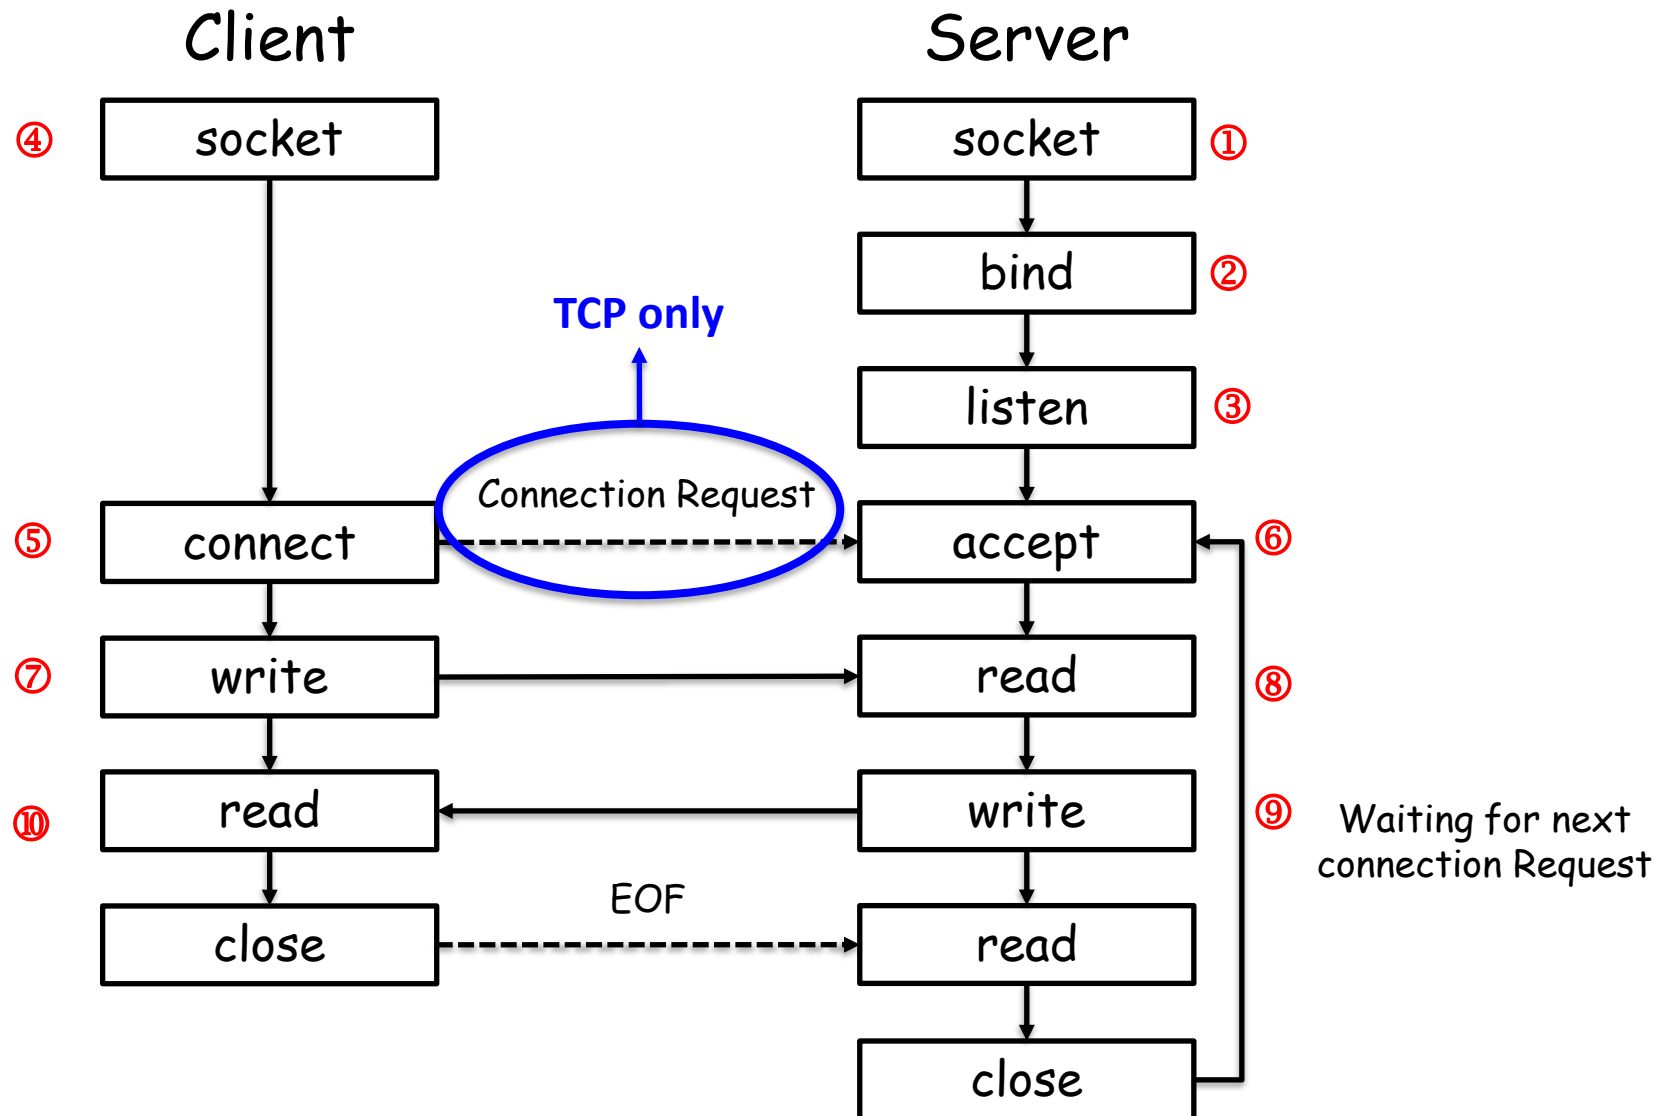 Client
Server
④ socket
socket ①
bind ②
TCP only
listen ③
Connection Request
⑤ connect
accept ⑥
⑦ write
read ⑧
⑩ read
write ⑨
Waiting for next
connection Request
EOF
close
read
close